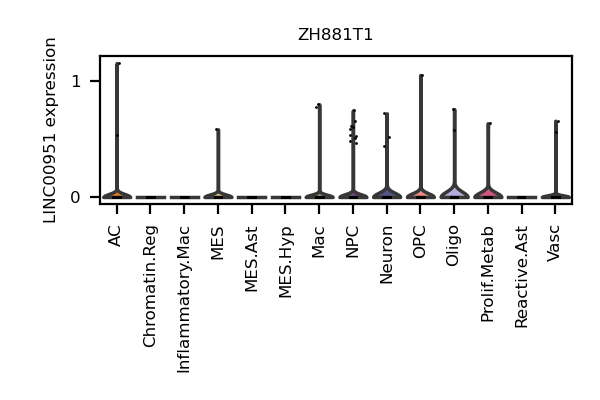 ZH881T1
LINC00951 expression
1
0
AC
Chromatin.Reg
Inflammatory.Mac
MES
MES.Ast
MES.Hyp
Mac
NPC
Neuron
OPC
Oligo
Prolif.Metab
Reactive.Ast
Vasc